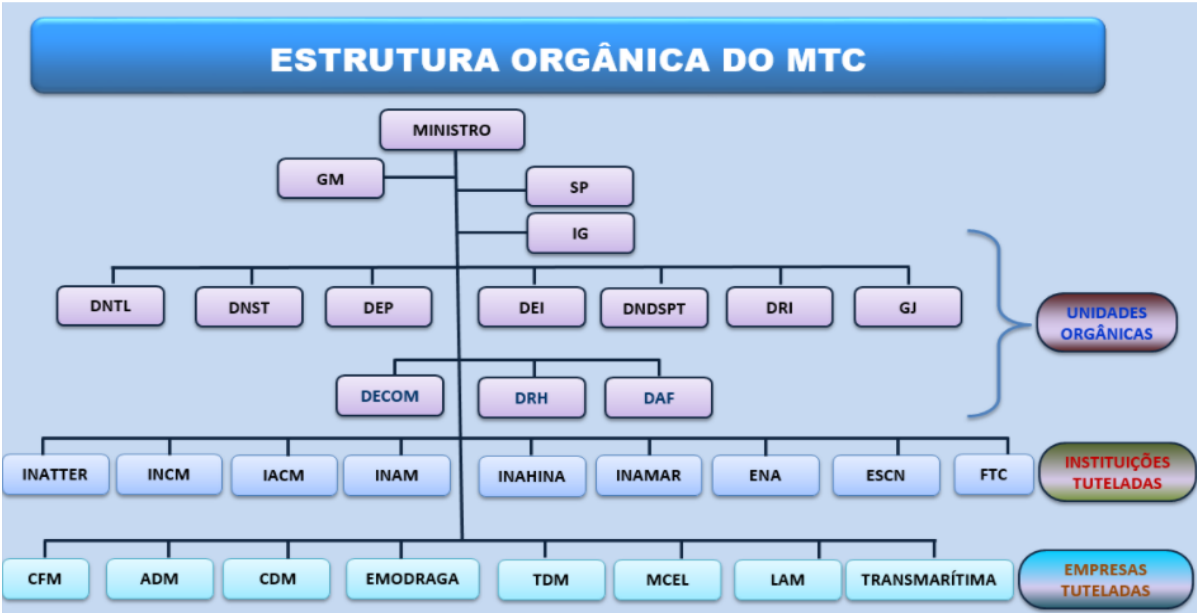 ESTRUTURA ORGÂNICA DO MTC
MINISTRO
GM
SP
IG
DNTL
DNST
DEP
DEI
DNDSPT
DRI
GJ
UNIDADES
ORGÂNICAS
DECOM
DRH
DAF
INATTER
INCM
IACM
INAM
INAHINA
INAMAR
ENA
ESCN
FTC
INSTITUIÇÕES
TUTELADAS
CFM
ADM
CDM
EMODRAGA
TDM
MCEL
LAM
TRANSMARÍTIMA
EMPRESAS
TUTELADAS